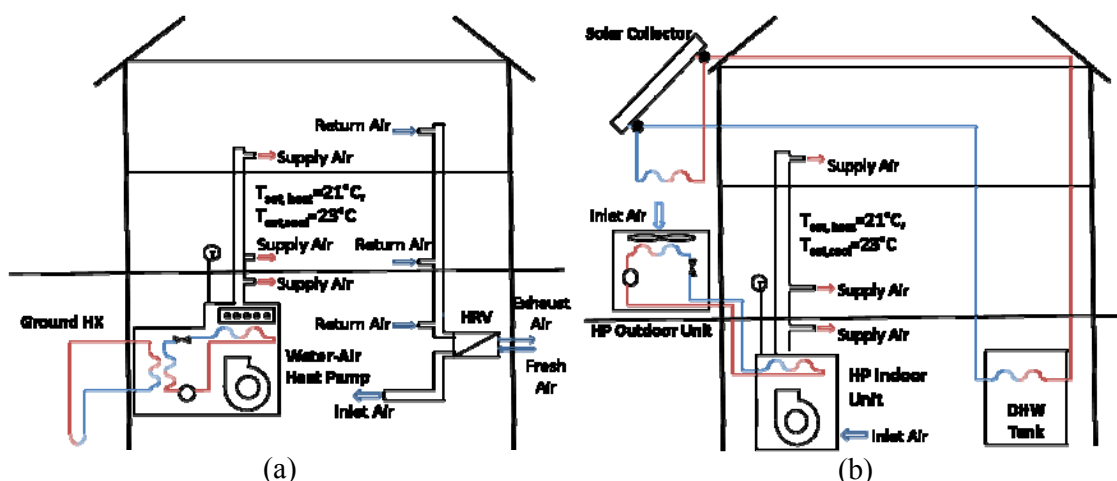 Return Air
Supply Air
T_set, heat=21°C,
T_set,cool=23°C
Supply Air
Return Air
Supply Air
Ground HX
Return Air
HRV
Exhaust
Air
Fresh
Air
Water-Air
Heat Pump
Inlet Air
(a)
Solar Collector
Supply Air
Inlet Air
T_set, heat=21°C,
T_set,cool=23°C
T
Supply Air
HP Outdoor Unit
Supply Air
HP Indoor
Unit
Inlet Air
DHW
Tank
(b)